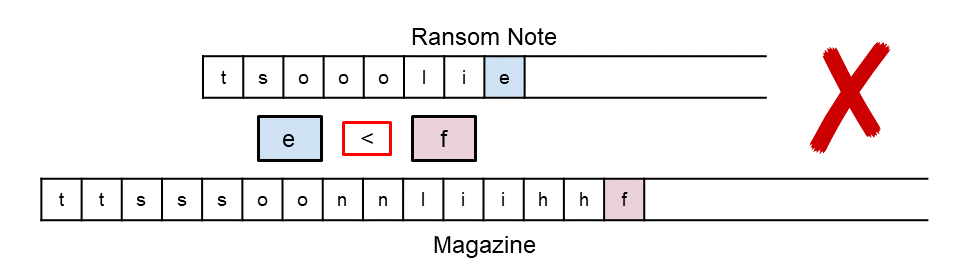 Ransom Note
t s o o o l i e
e < f
t t s s s o o n n l i i h h f
Magazine